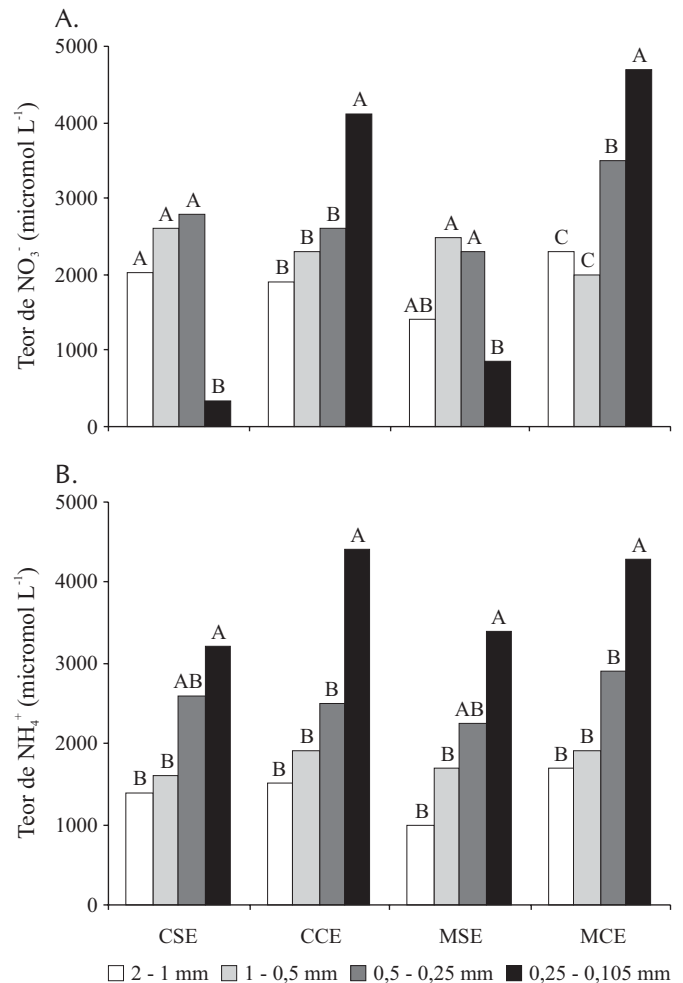 A.
Teor de NO₃⁻ (micromol L⁻¹)
5000
4000
3000
2000
1000
0
A A A B
B B B A
AB A A B
C C B A
B.
Teor de NH₄⁺ (micromol L⁻¹)
5000
4000
3000
2000
1000
0
B B AB A
B B B A
B B AB A
B B B A
CSE CCE MSE MCE
2 - 1 mm 1 - 0,5 mm 0,5 - 0,25 mm 0,25 - 0,105 mm